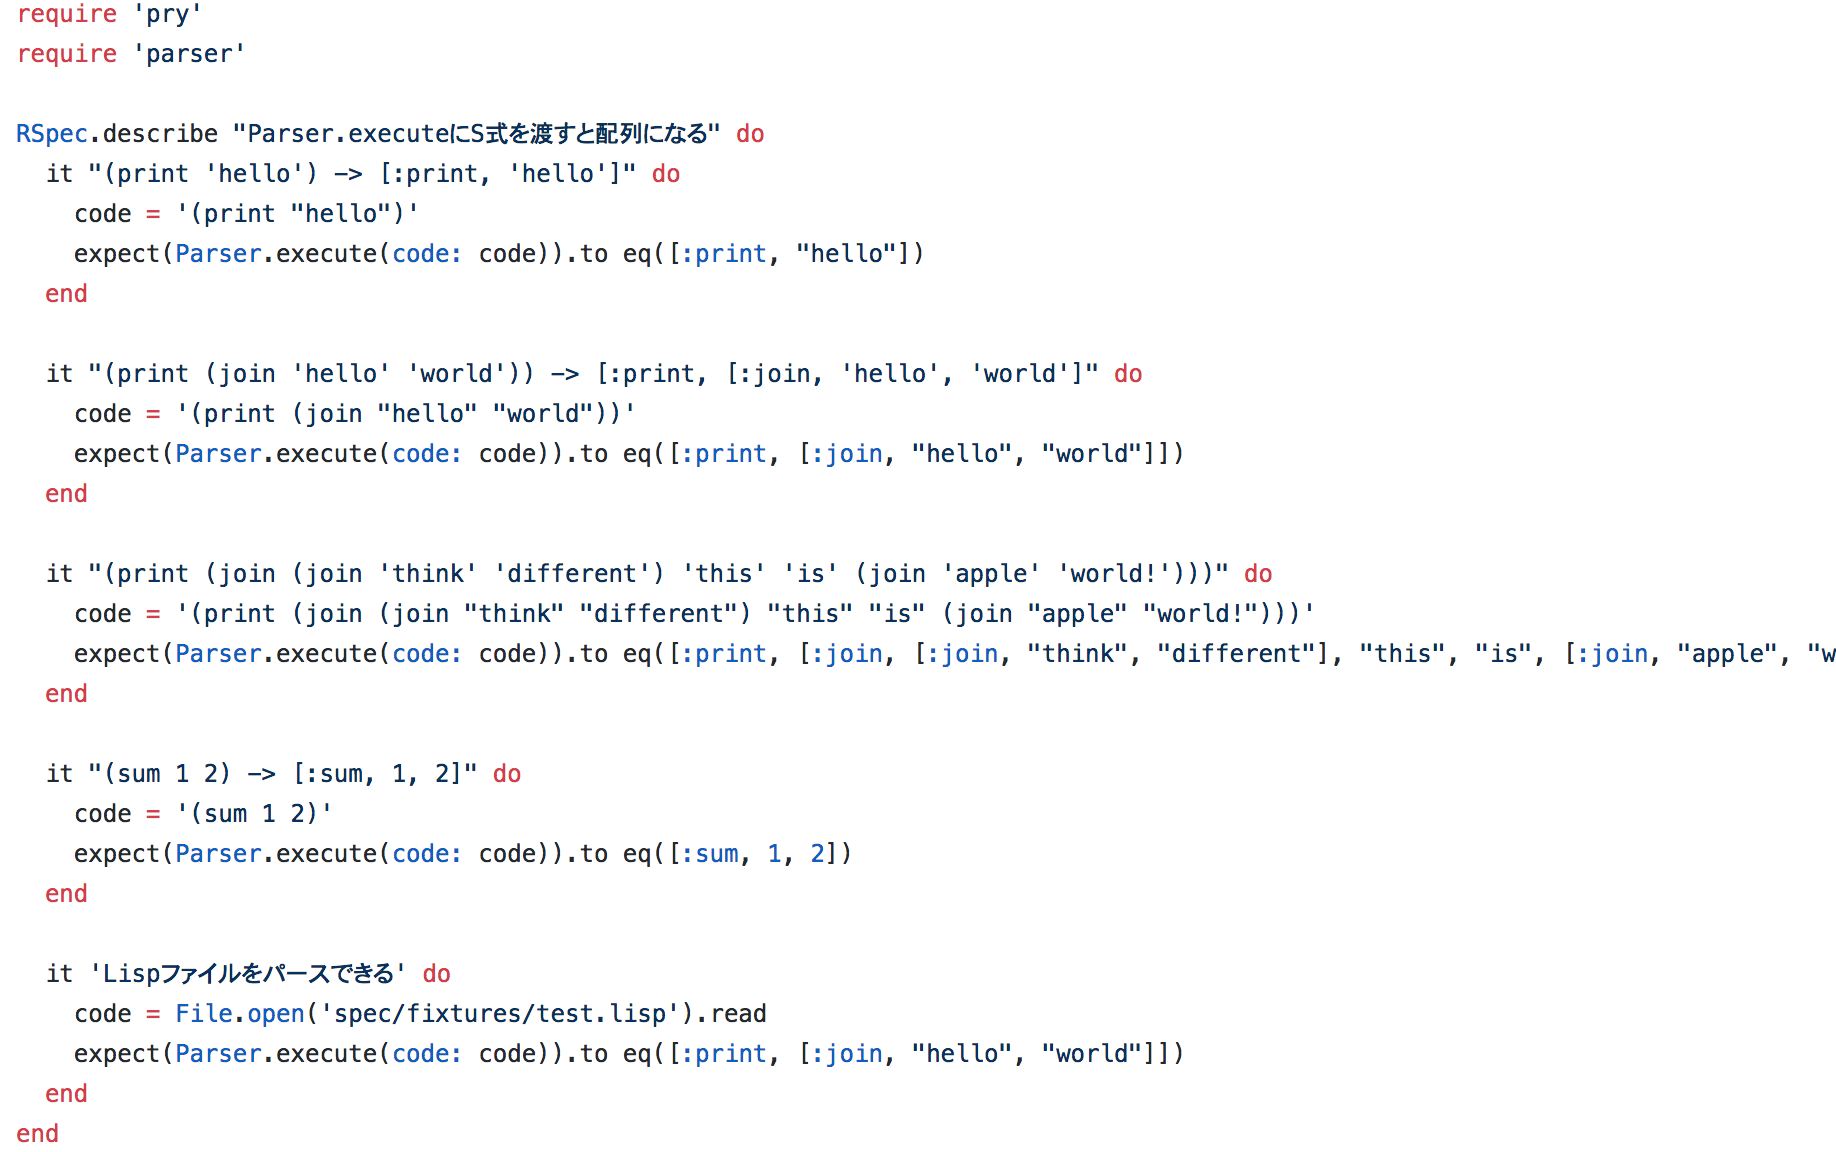 require 'pry'
require 'parser'
RSpec.describe "Parser.executeにS式を渡すと配列になる" do
it "(print 'hello') -> [:print, 'hello']" do
code = '(print "hello")'
expect(Parser.execute(code: code)).to eq([:print, "hello"])
end
it "(print (join 'hello' 'world')) -> [:print, [:join, 'hello', 'world']" do
code = '(print (join "hello" "world"))'
expect(Parser.execute(code: code)).to eq([:print, [:join, "hello", "world"]])
end
it "(print (join (join 'think' 'different') 'this' 'is' (join 'apple' 'world!')))" do
code = '(print (join (join "think" "different") "this" "is" (join "apple" "world!")))'
expect(Parser.execute(code: code)).to eq([:print, [:join, [:join, "think", "different"], "this", "is", [:join, "apple", "w
end
it "(sum 1 2) -> [:sum, 1, 2]" do
code = '(sum 1 2)'
expect(Parser.execute(code: code)).to eq([:sum, 1, 2])
end
it 'Lispファイルをパースできる' do
code = File.open('spec/fixtures/test.lisp').read
expect(Parser.execute(code: code)).to eq([:print, [:join, "hello", "world"]])
end
end